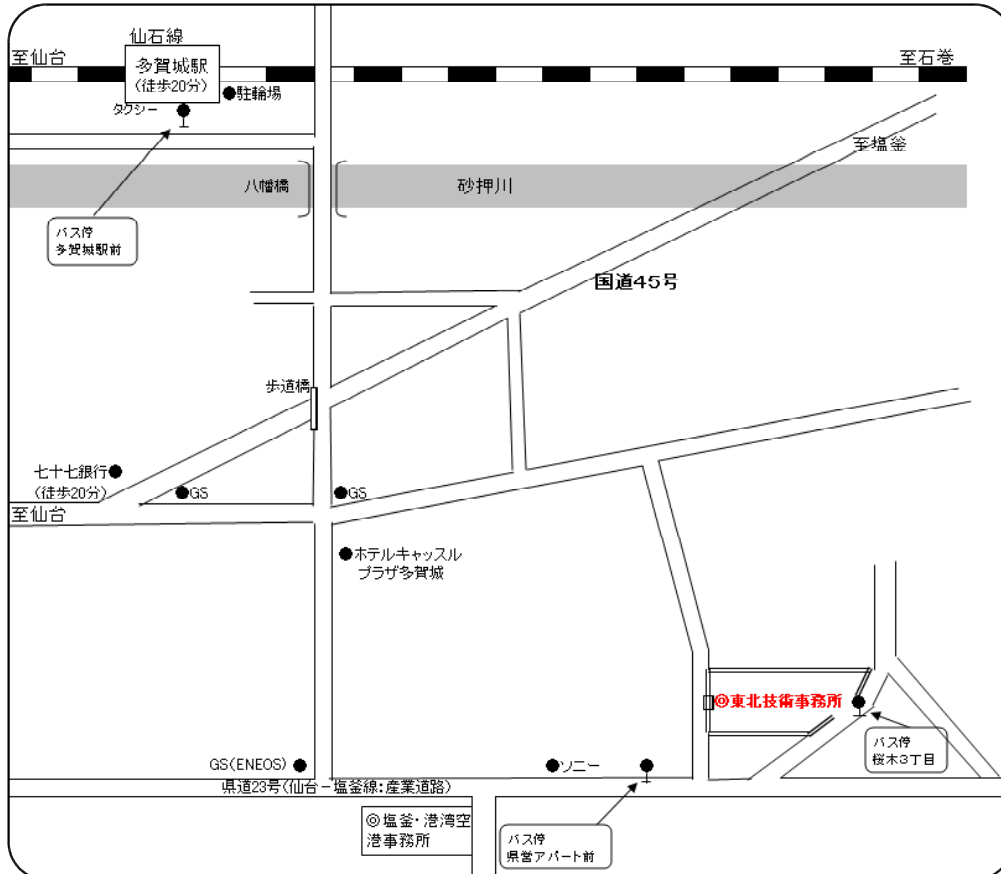 仙石線
至仙台
多賀城駅
(徒歩20分)
至石巻
●駐輪場
タクシー
至塩釜
八幡橋
砂押川
バス停
多賀城駅前
国道45号
歩道橋
七十七銀行●
(徒歩20分)
●GS
●GS
至仙台
●ホテルキャッスル
プラザ多賀城
◎東北技術事務所
バス停
桜木3丁目
GS(ENEOS)●
●ソニー
県道23号(仙台－塩釜線:産業道路)
◎塩釜・港湾空
港事務所
バス停
県営アパート前